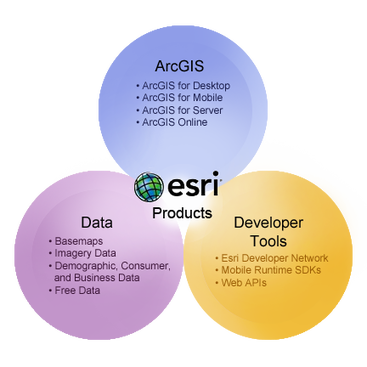 ArcGIS
• ArcGIS for Desktop
• ArcGIS for Mobile
• ArcGIS for Server
• ArcGIS Online
esri
Products
Data
• Basemaps
• Imagery Data
• Demographic, Consumer,
and Business Data
• Free Data
Developer
Tools
• Esri Developer Network
• Mobile Runtime SDKs
• Web APIs